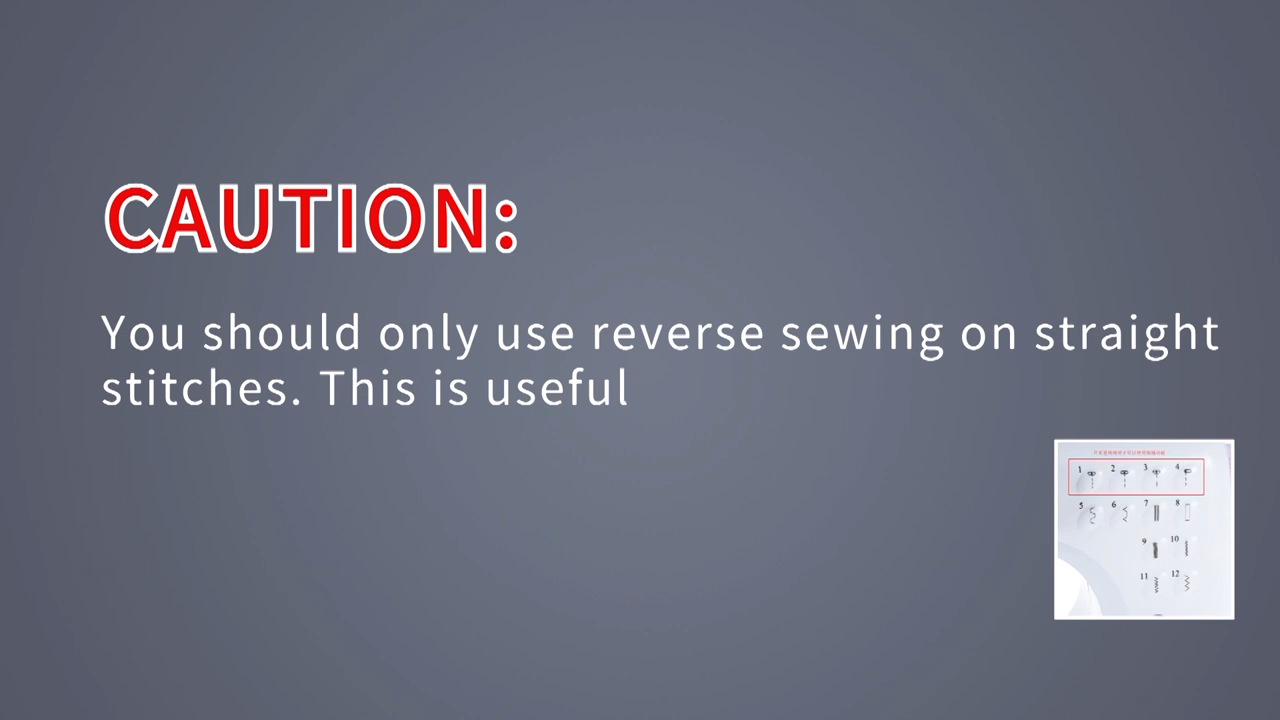 CAUTION:
You should only use reverse sewing on straight
stitches. This is useful
1 2 3 4
5 6 7 8
9 10
11 12